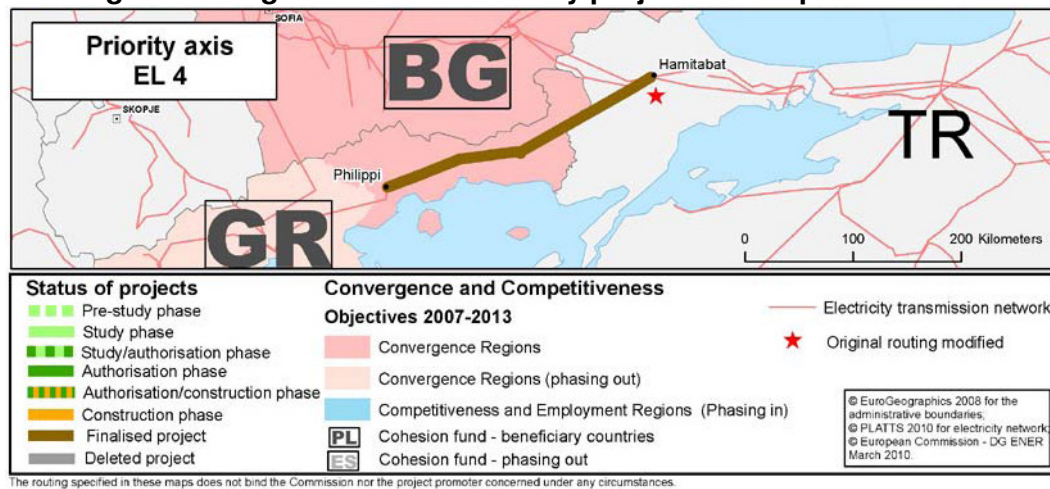 Priority axis
EL 4
SOFIA
BG
Hamitabat
SKOPJE
TR
Philippi
GR
0 100 200 Kilometers
Status of projects
Pre-study phase
Study phase
Study/authorisation phase
Authorisation phase
Authorisation/construction phase
Construction phase
Finalised project
Deleted project
Convergence and Competitiveness
Objectives 2007-2013
Convergence Regions
Convergence Regions (phasing out)
Competitiveness and Employment Regions (Phasing in)
PL Cohesion fund - beneficiary countries
ES Cohesion fund - phasing out
Electricity transmission network
Original routing modified
© EuroGeographics 2008 for the
administrative boundaries;
© PLATTS 2010 for electricity network;
© European Commission - DG ENER
March 2010.
The routing specified in these maps does not bind the Commission nor the project promoter concerned under any circumstances.